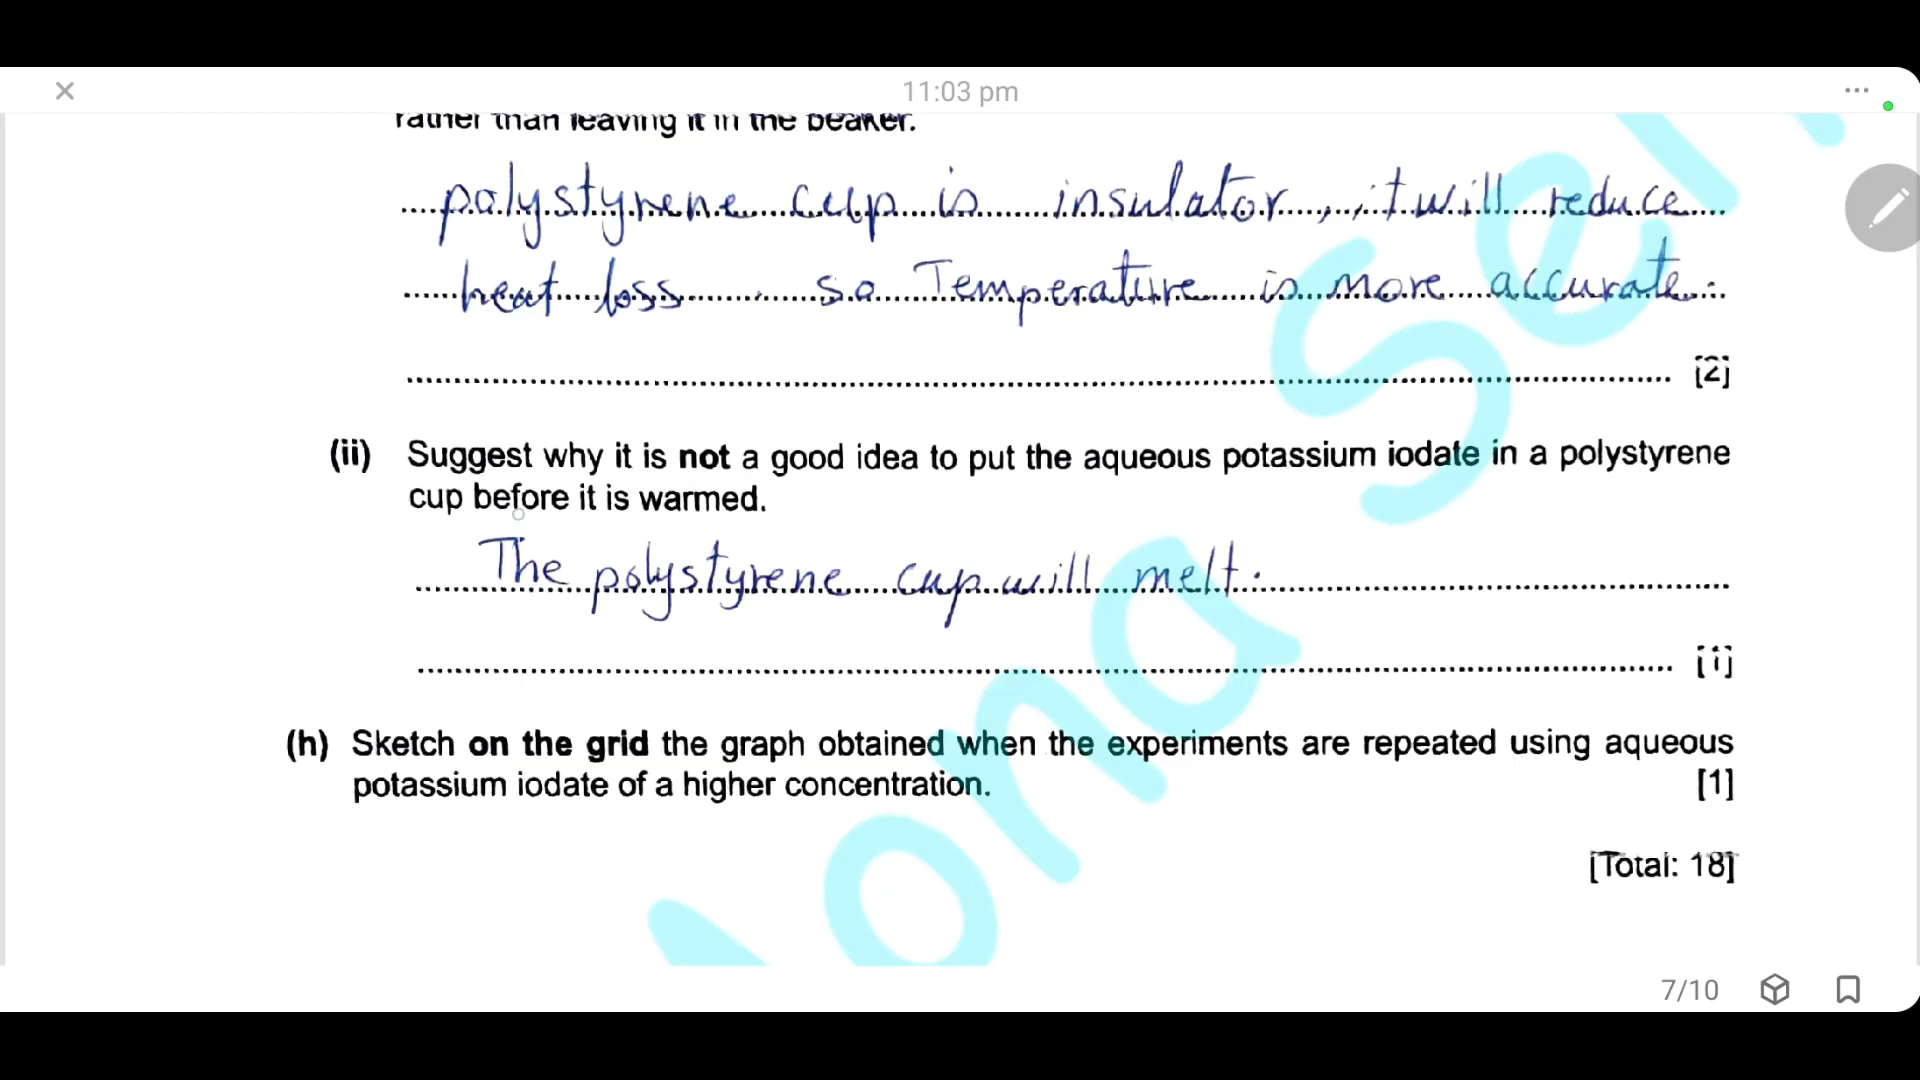 11:03 pm
rather than leaving it in the beaker.
polystyrene cup is insulator, it will reduce
heat loss so Temperature is more accurate.
[2]
(ii) Suggest why it is not a good idea to put the aqueous potassium iodate in a polystyrene
cup before it is warmed.
The polystyrene cup will melt.
[1]
(h) Sketch on the grid the graph obtained when the experiments are repeated using aqueous
potassium iodate of a higher concentration. [1]
[Total: 18]
7/10